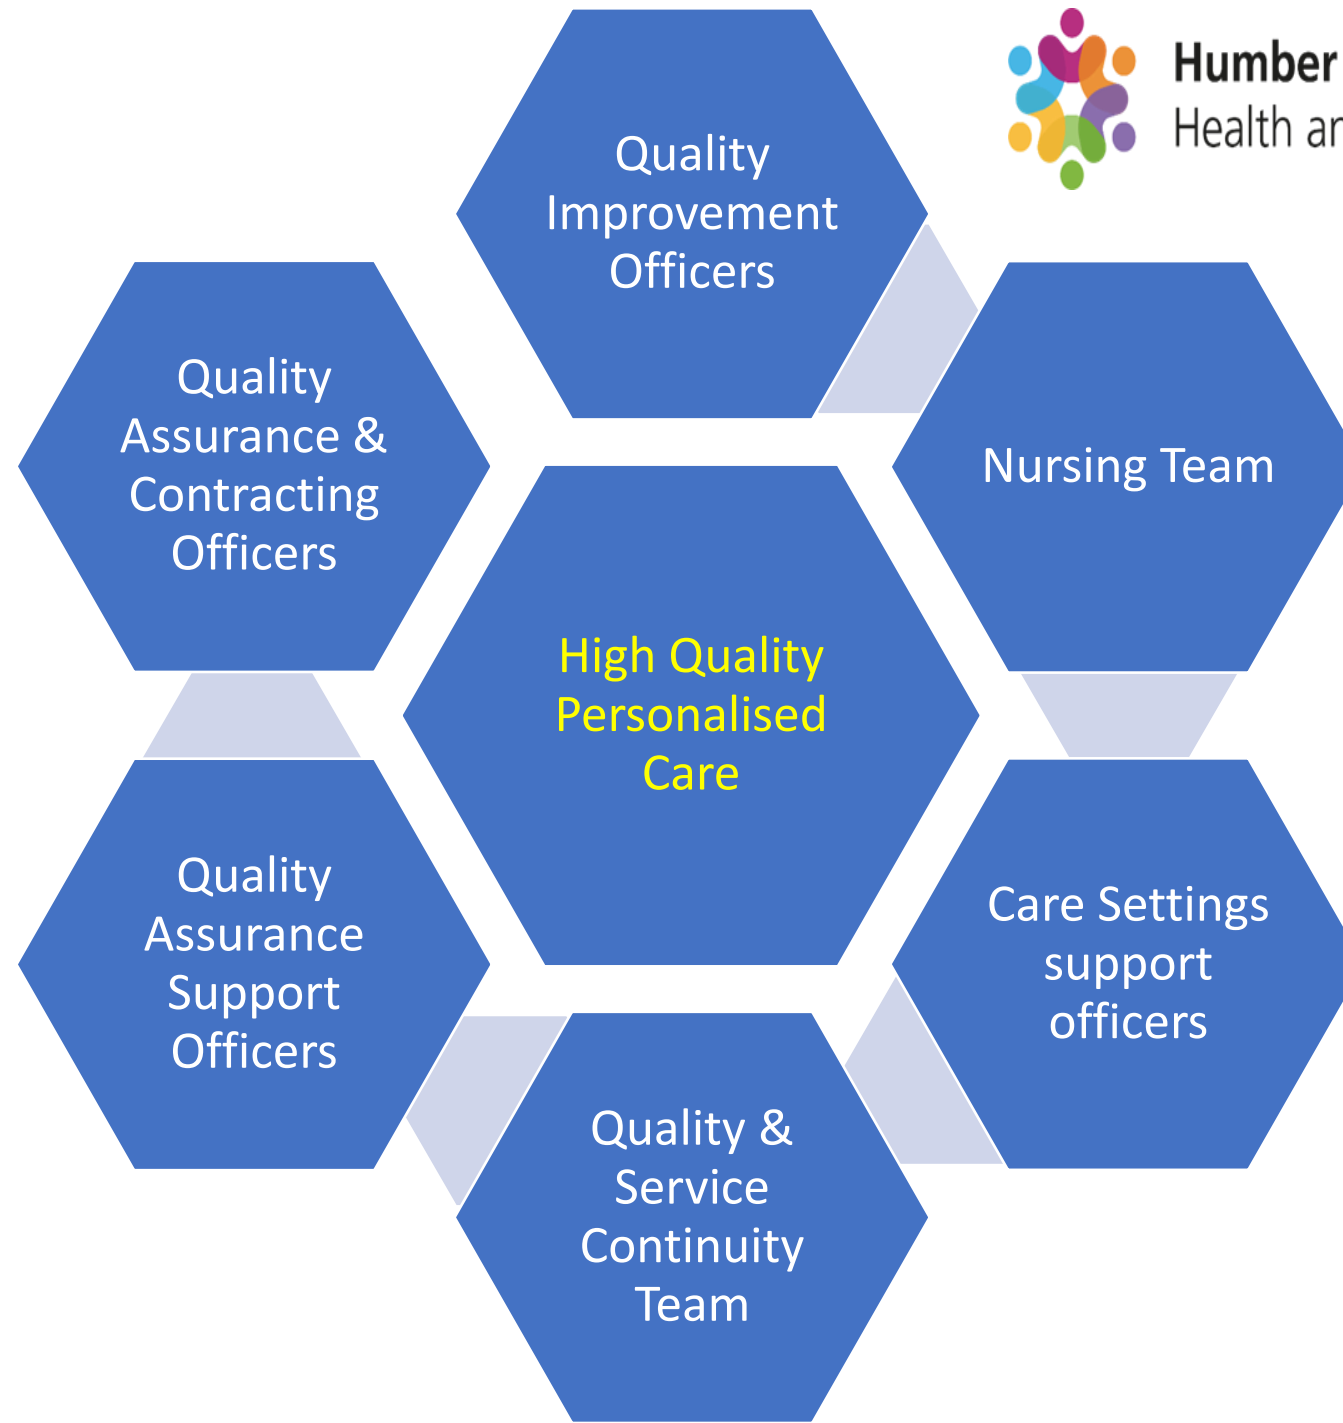 Humber
Health
Quality
Improvement
Officers
Nursing Team
Care Settings
support
officers
Quality &
Service
Continuity
Team
Quality
Assurance
Support
Officers
Quality
Assurance &
Contracting
Officers
High Quality
Personalised
Care